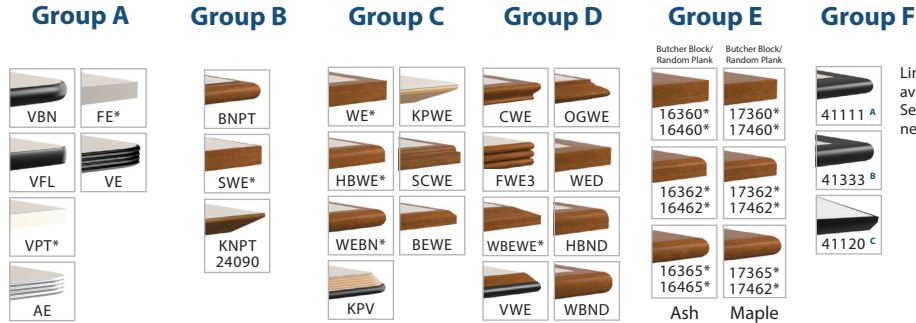 Group A
Group B
Group C
Group D
Group E
Group F
Butcher Block/
Random Plank
Butcher Block/
Random Plank
VBN
FE*
VFL
VE
VPT*
AE
BNPT
SWE*
KNPT
24090
WE*
KPWE
HBWE*
SCWE
WEBN*
BEWE
KPV
CWE
OGWE
FWE3
WED
WBEWE*
HBND
VWE
WBND
16360*
16460*
17360*
17460*
16362*
16462*
17362*
17462*
16365*
16465*
17365*
17462*
Ash
Maple
41111 A
41333 B
41120 C
Lin
av
Se
ne